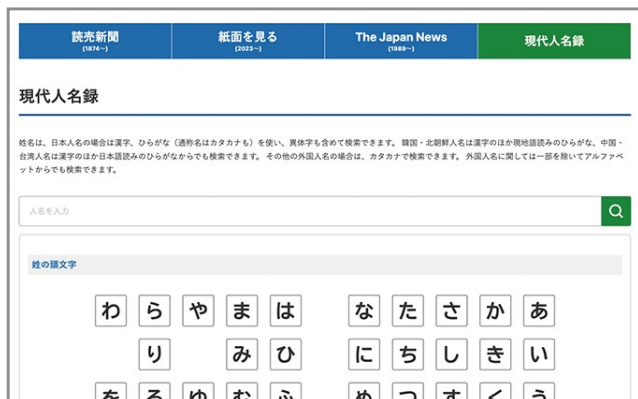 読売新聞
(1874~)
紙面を見る
(2023~)
The Japan News
(1989~)
現代人名録
現代人名録
姓名は、日本人名の場合は漢字、ひらがな（通称名はカタカナも）を使い、異体字も含めて検索できます。 韓国・北朝鮮人名は漢字のほか現地語読みのひらがな、中国・
台湾人名は漢字のほか日本語読みのひらがなからでも検索できます。 その他の外国人名の場合は、カタカナで検索できます。 外国人名に関しては一部を除いてアルファベ
ットからでも検索できます。
人名を入力
姓の頭文字
わ ら や ま は な た さ か あ
り み ひ に ち し き い
を る ゆ む ふ ぬ つ す く う